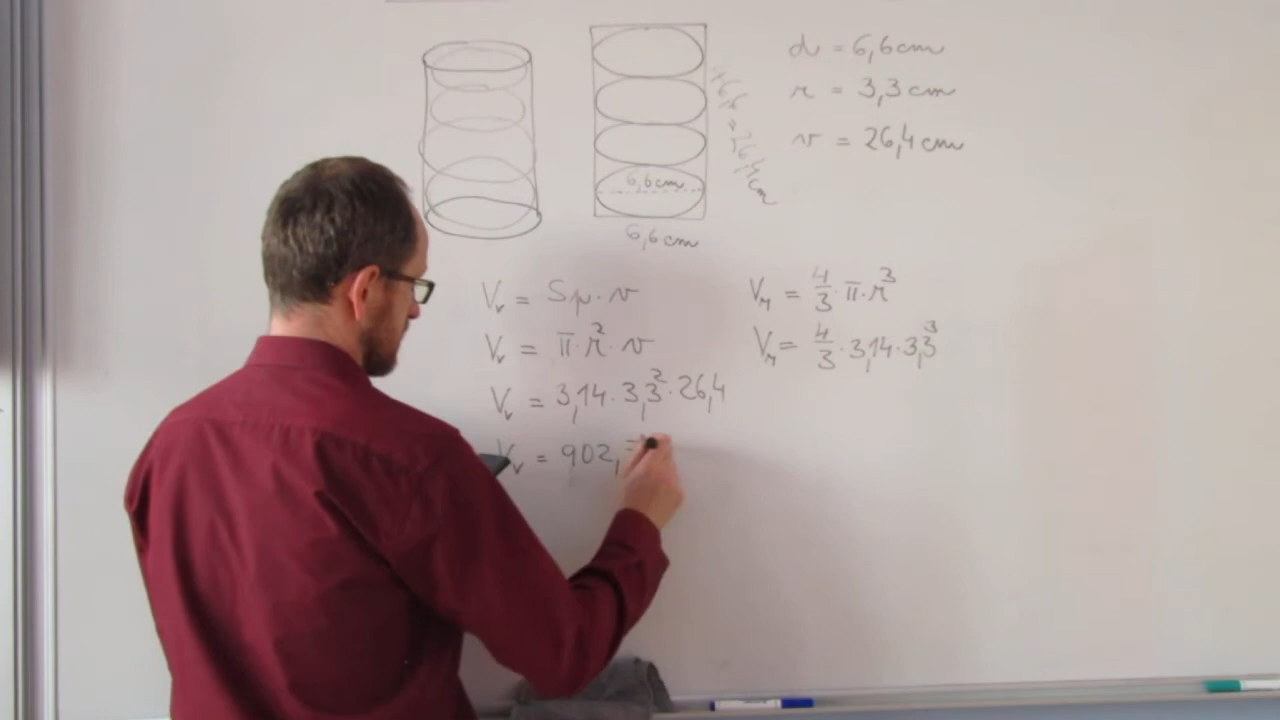 d = 6,6 cm
r = 3,3 cm
v = 26,4 cm
4·6,6 = 26,4 cm
6,6 cm
6,6 cm
Vv = Sp · v
Vv = π · r² · v
Vv = 3,14 · 3,3² · 26,4
Vv = 902,7
Vk = 4/3 · π · r³
Vk = 4/3 · 3,14 · 3,3³